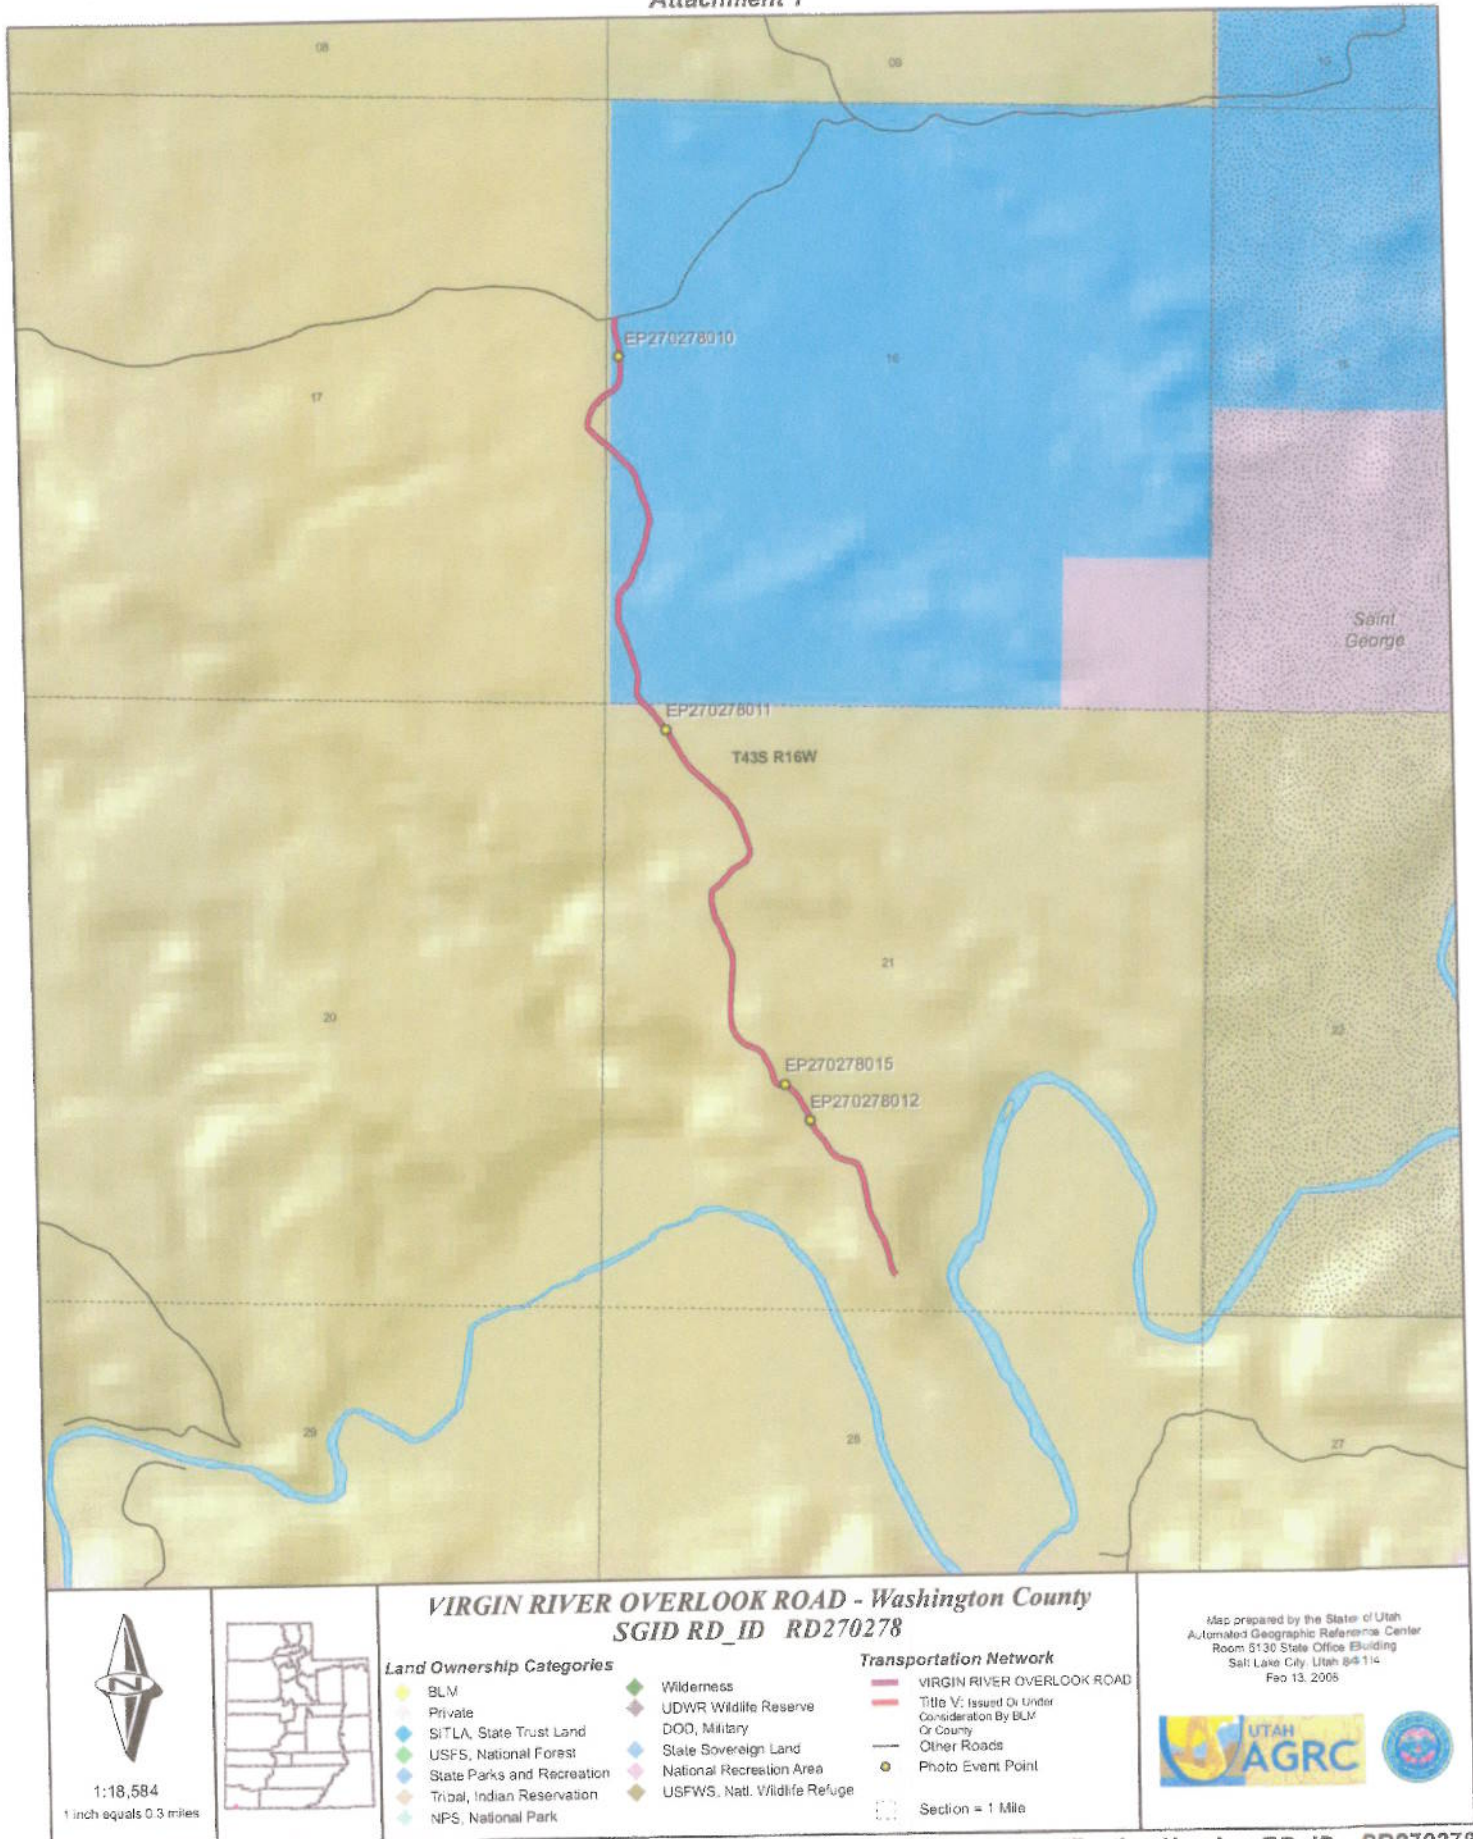 Attachment 1
08
09
10
EP270278010
16
15
17
Saint
George
EP270278011
T43S R16W
21
20
22
EP270278015
EP270278012
29
28
27
VIRGIN RIVER OVERLOOK ROAD - Washington County
SGID RD_ID RD270278
N
1:18,584
1 inch equals 0.3 miles
Land Ownership Categories
BLM
Private
SITLA, State Trust Land
USFS, National Forest
State Parks and Recreation
Tribal, Indian Reservation
NPS, National Park
Wilderness
UDWR Wildlife Reserve
DOD, Military
State Sovereign Land
National Recreation Area
USFWS, Natl. Wildlife Refuge
Transportation Network
VIRGIN RIVER OVERLOOK ROAD
Title V: Issued Or Under
Consideration By BLM
Or County
Other Roads
Photo Event Point
Section = 1 Mile
Map prepared by the State of Utah
Automated Geographic Reference Center
Room 5130 State Office Building
Salt Lake City, Utah 84114
UTAH
AGRC